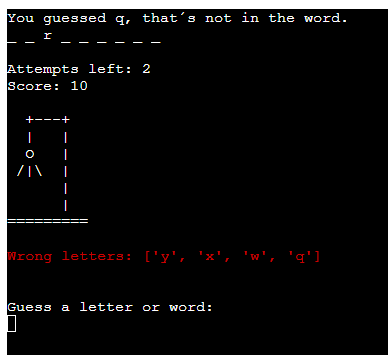 You guessed q, that´s not in the word.
_ _ r _ _ _ _ _ _
Attempts left: 2
Score: 10
  +---+
  |   |
  o   |
 /|\  |
      |
      |
=========
Wrong letters: ['y', 'x', 'w', 'q']
Guess a letter or word: